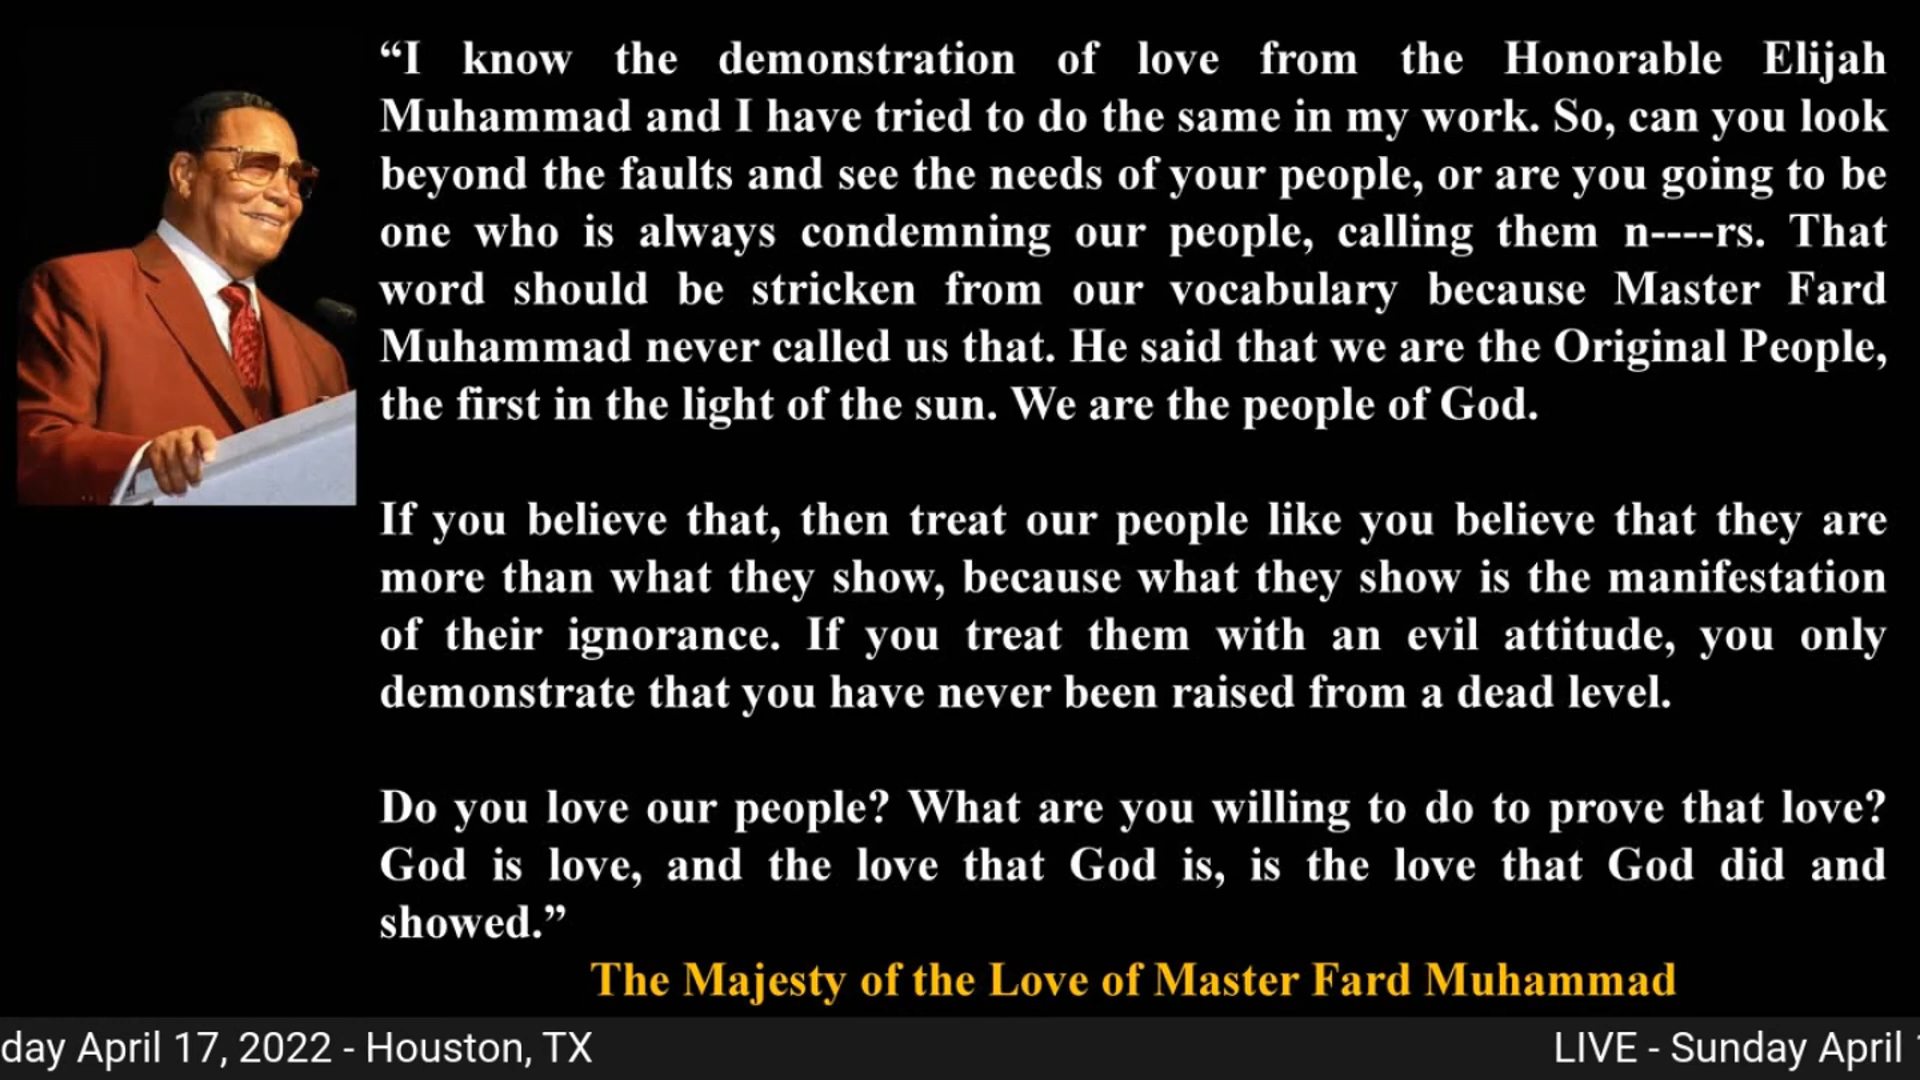 “I know the demonstration of love from the Honorable Elijah
Muhammad and I have tried to do the same in my work. So, can you look
beyond the faults and see the needs of your people, or are you going to be
one who is always condemning our people, calling them n----rs. That
word should be stricken from our vocabulary because Master Fard
Muhammad never called us that. He said that we are the Original People,
the first in the light of the sun. We are the people of God.
If you believe that, then treat our people like you believe that they are
more than what they show, because what they show is the manifestation
of their ignorance. If you treat them with an evil attitude, you only
demonstrate that you have never been raised from a dead level.
Do you love our people? What are you willing to do to prove that love?
God is love, and the love that God is, is the love that God did and
showed.”
The Majesty of the Love of Master Fard Muhammad
day April 17, 2022 - Houston, TX LIVE - Sunday April